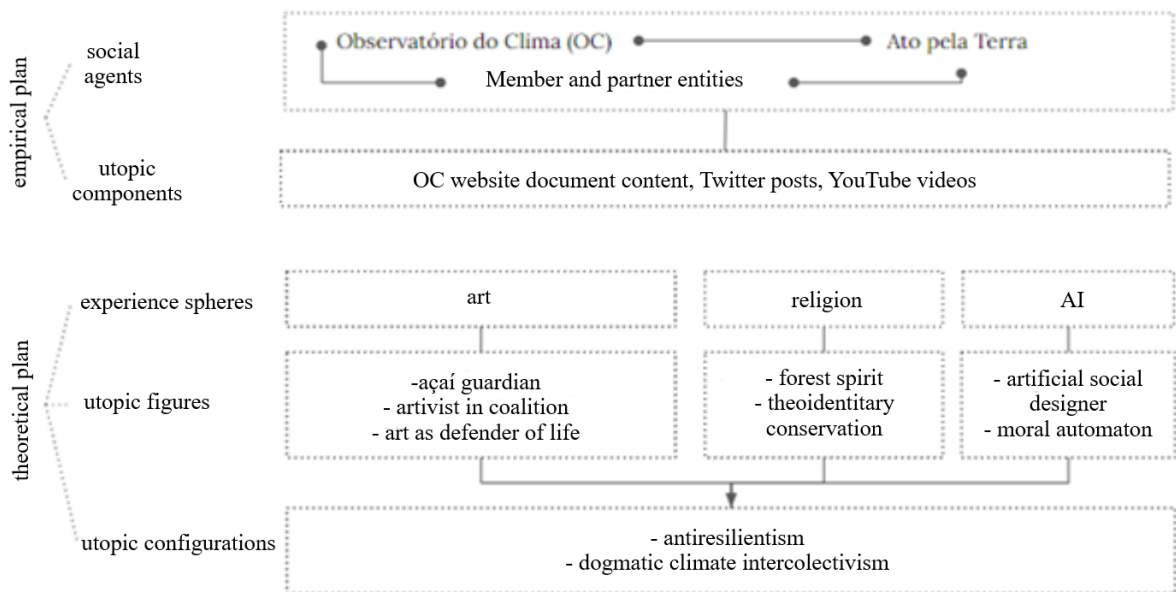 empirical plan
social
agents
Observatório do Clima (OC)
Ato pela Terra
Member and partner entities
utopic
components
OC website document content, Twitter posts, YouTube videos
theoretical plan
experience spheres
art
religion
AI
utopic figures
-açaí guardian
- artivist in coalition
- art as defender of life
- forest spirit
- theoidentitary
conservation
- artificial social
designer
- moral automaton
utopic configurations
- antiresilientism
- dogmatic climate intercolectivism